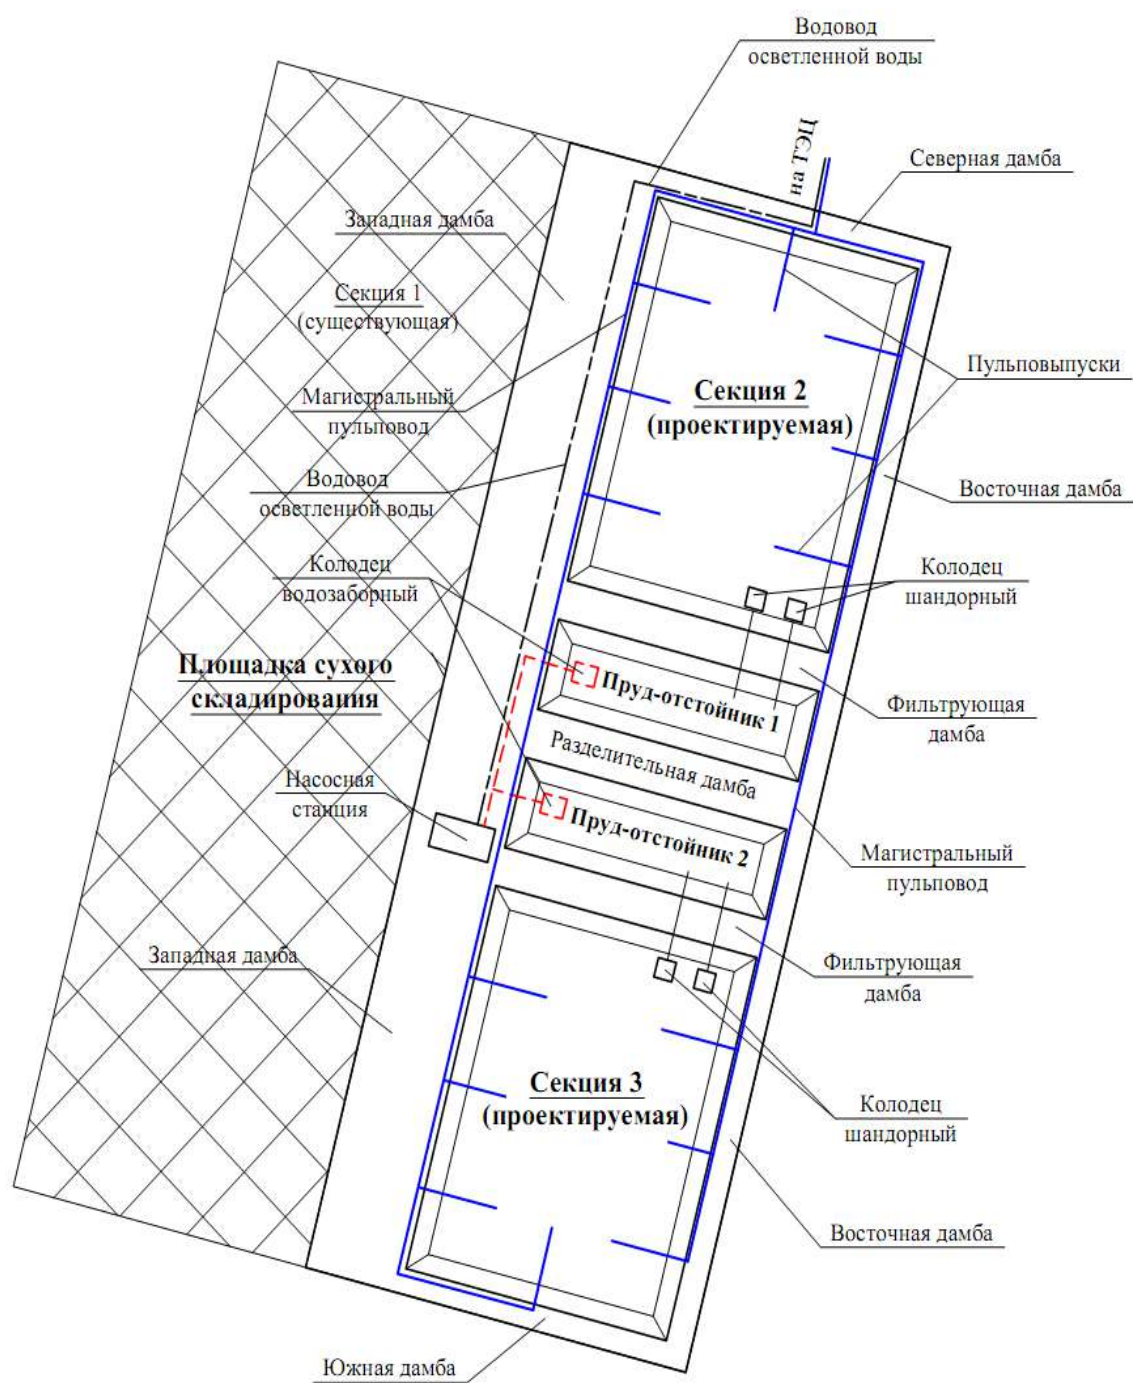 Водовод
осветленной воды
на ТЭЦ
Северная дамба
Западная дамба
Секция 1
(существующая)
Магистральный
пульповод
Пульповыпуски
Секция 2
(проектируемая)
Водовод
осветленной воды
Восточная дамба
Колодец
водозаборный
Колодец
шандорный
Площадка сухого
складирования
Пруд-отстойник 1
Фильтрующая
дамба
Разделительная дамба
Насосная
станция
Пруд-отстойник 2
Магистральный
пульповод
Западная дамба
Фильтрующая
дамба
Секция 3
(проектируемая)
Колодец
шандорный
Восточная дамба
Южная дамба